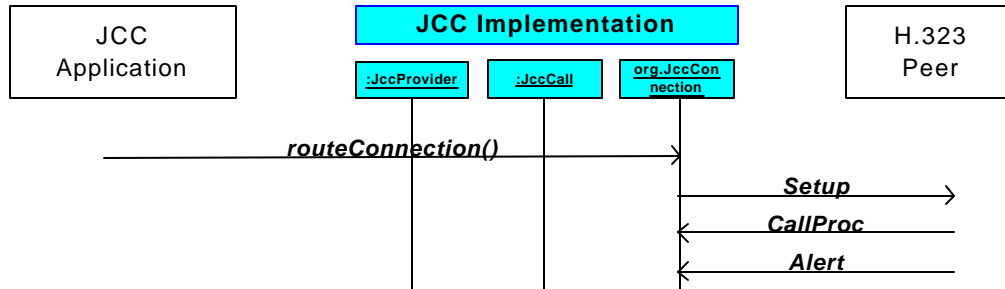 JCC
Application
JCC Implementation
H.323
Peer
:JccProvider
:JccCall
org.JccCon
nection
routeConnection()
Setup
CallProc
Alert